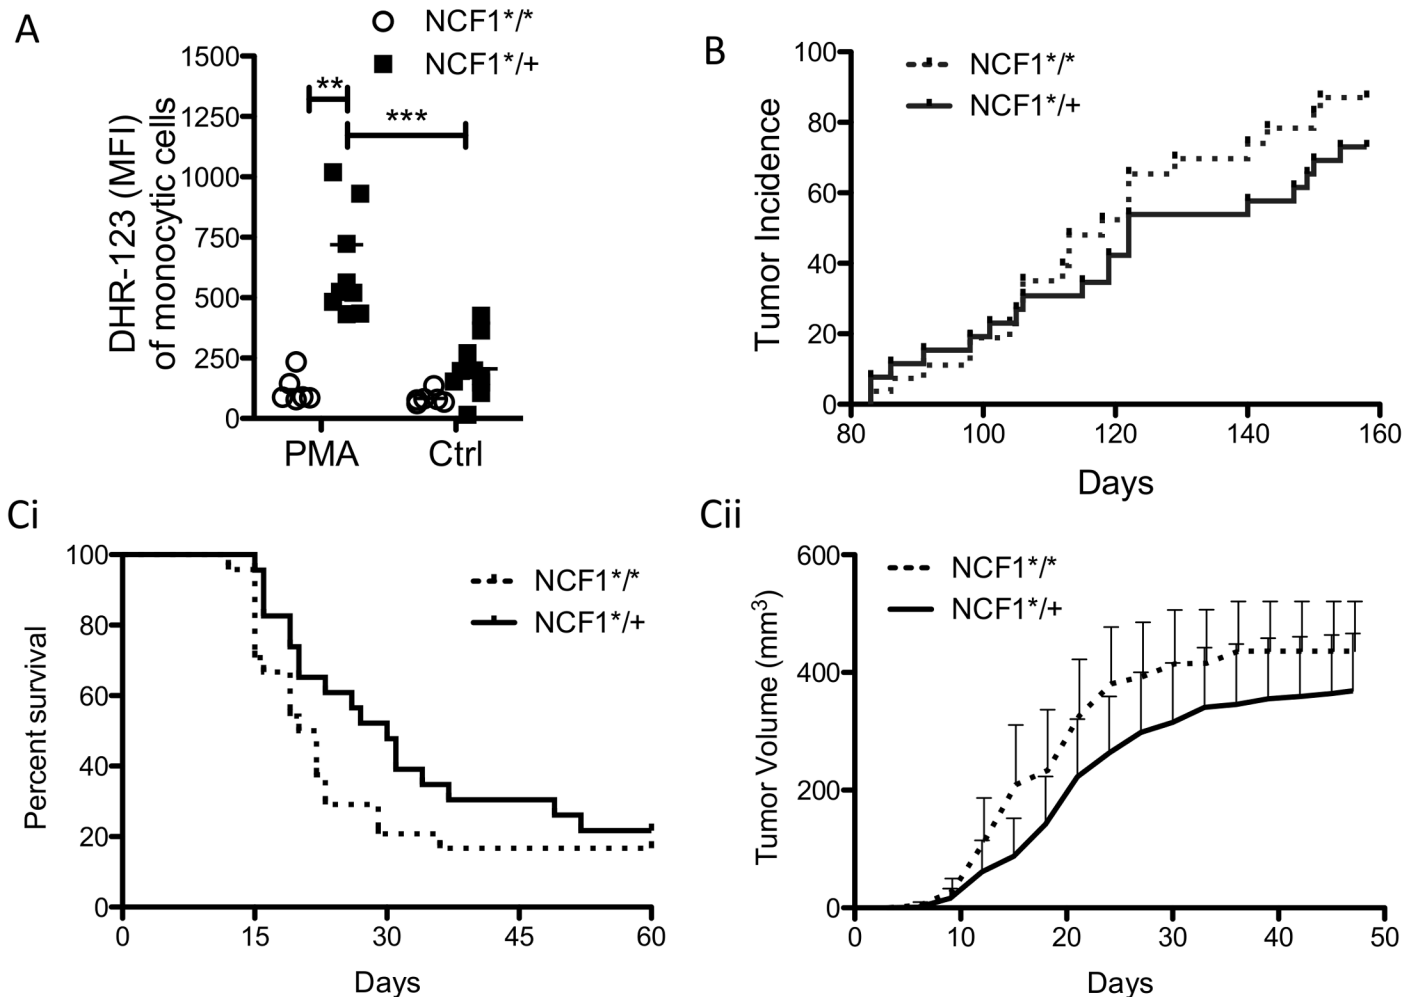 A
NCF1*/*
NCF1*/+
DHR-123 (MFI)
of monocytic cells
1500
1250
1000
750
500
250
0
**
***
PMA
Ctrl
B
NCF1*/*
NCF1*/+
Tumor Incidence
100
80
60
40
20
0
80
100
120
140
160
Days
Ci
NCF1*/*
NCF1*/+
Percent survival
100
80
60
40
20
0
0
15
30
45
60
Days
Cii
NCF1*/*
NCF1*/+
Tumor Volume (mm³)
600
400
200
0
0
10
20
30
40
50
Days